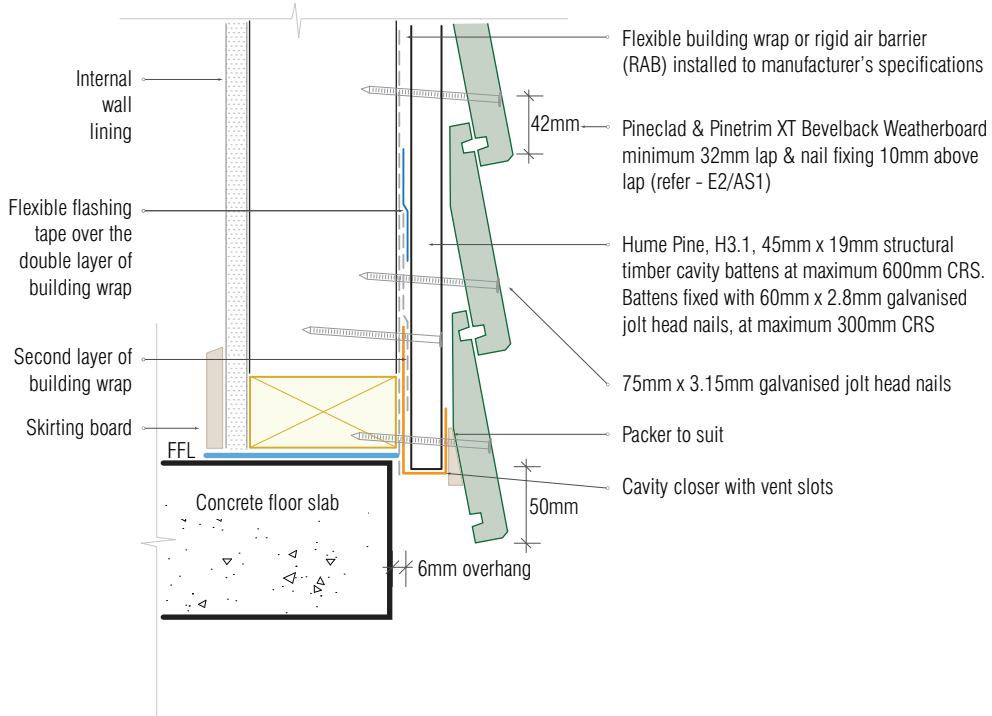 Internal
wall
lining
Flexible flashing
tape over the
double layer of
building wrap
Second layer of
building wrap
Skirting board
FFL
Concrete floor slab
6mm overhang
50mm
42mm
Flexible building wrap or rigid air barrier
(RAB) installed to manufacturer's specifications
Pineclad & Pinetrim XT Bevelback Weatherboard
minimum 32mm lap & nail fixing 10mm above
lap (refer - E2/AS1)
Hume Pine, H3.1, 45mm x 19mm structural
timber cavity battens at maximum 600mm CRS.
Battens fixed with 60mm x 2.8mm galvanised
jolt head nails, at maximum 300mm CRS
75mm x 3.15mm galvanised jolt head nails
Packer to suit
Cavity closer with vent slots